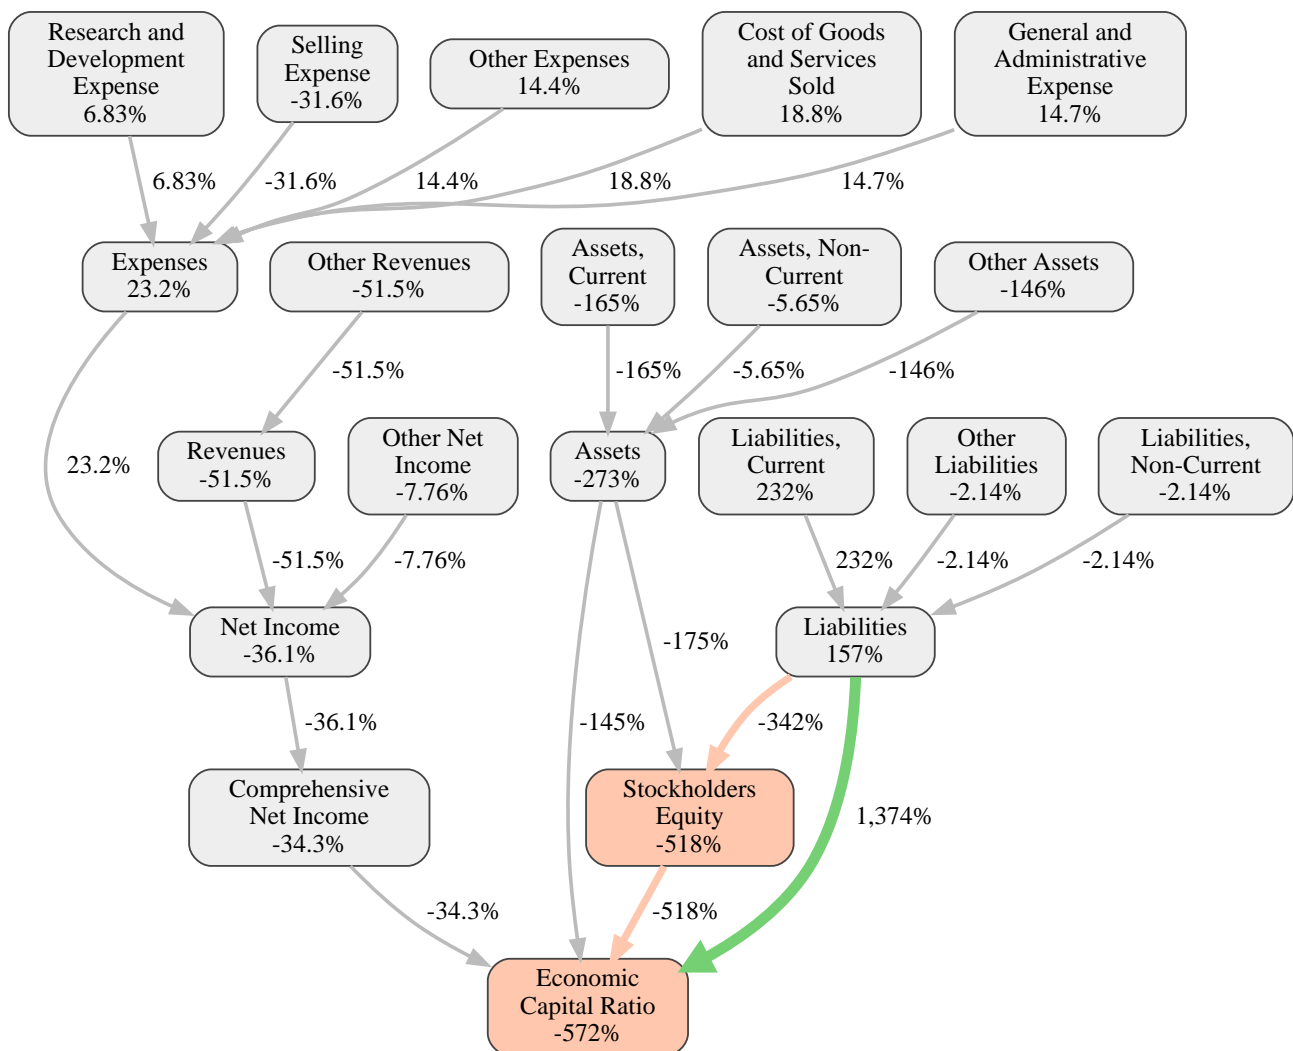 Research and
Development
Expense
6.83%
Selling
Expense
-31.6%
Other Expenses
14.4%
Cost of Goods
and Services
Sold
18.8%
General and
Administrative
Expense
14.7%
6.83%
-31.6%
14.4%
18.8%
14.7%
Expenses
23.2%
Other Revenues
-51.5%
Assets,
Current
-165%
Assets, Non-
Current
-5.65%
Other Assets
-146%
-51.5%
-165%
-5.65%
-146%
23.2%
Revenues
-51.5%
Other Net
Income
-7.76%
Assets
-273%
Liabilities,
Current
232%
Other
Liabilities
-2.14%
Liabilities,
Non-Current
-2.14%
-51.5%
-7.76%
232%
-2.14%
-2.14%
Net Income
-36.1%
-175%
Liabilities
157%
-36.1%
-145%
-342%
Comprehensive
Net Income
-34.3%
Stockholders
Equity
-518%
1,374%
-34.3%
-518%
Economic
Capital Ratio
-572%